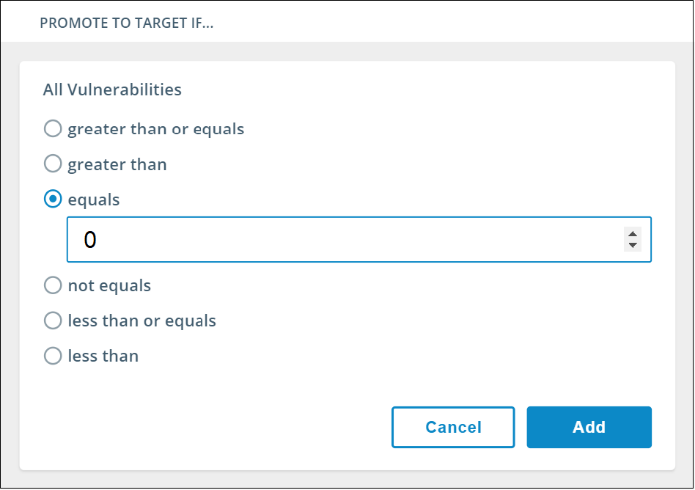 PROMOTE TO TARGET IF...
All Vulnerabilities
greater than or equals
greater than
equals
0
not equals
less than or equals
less than
Cancel Add